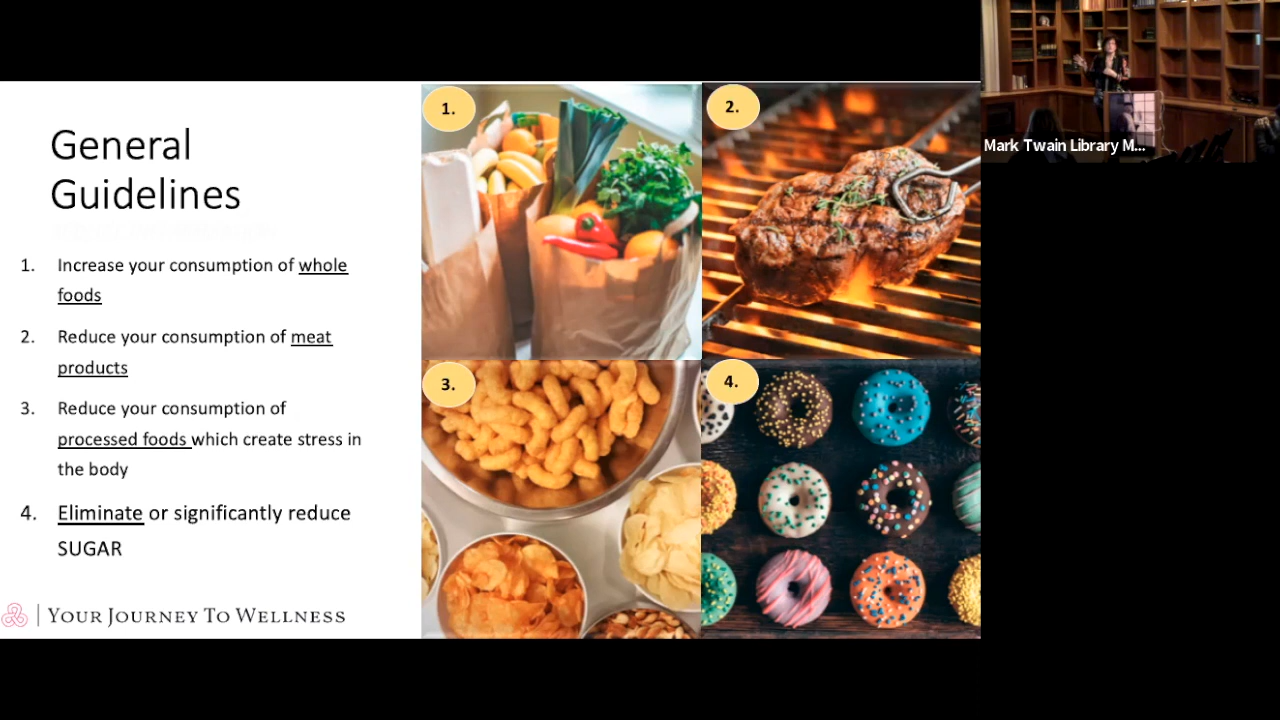 General
Guidelines
1. Increase your consumption of whole
foods
2. Reduce your consumption of meat
products
3. Reduce your consumption of
processed foods which create stress in
the body
4. Eliminate or significantly reduce
SUGAR
YOUR JOURNEY TO WELLNESS
1.
2.
3.
4.
Mark Twain Library M...